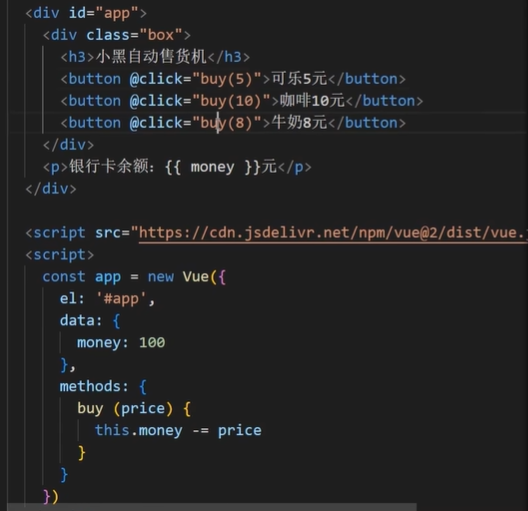 <div id="app">
<div class="box">
<h3>小黑自动售货机</h3>
<button @click="buy(5)">可乐5元</button>
<button @click="buy(10)">咖啡10元</button>
<button @click="buy(8)">牛奶8元</button>
</div>
<p>银行卡余额：{{ money }}元</p>
</div>
<script src="https://cdn.jsdelivr.net/npm/vue@2/dist/vue.
<script>
const app = new Vue({
el: '#app',
data: {
money: 100
},
methods: {
buy (price) {
this.money -= price
}
}
})